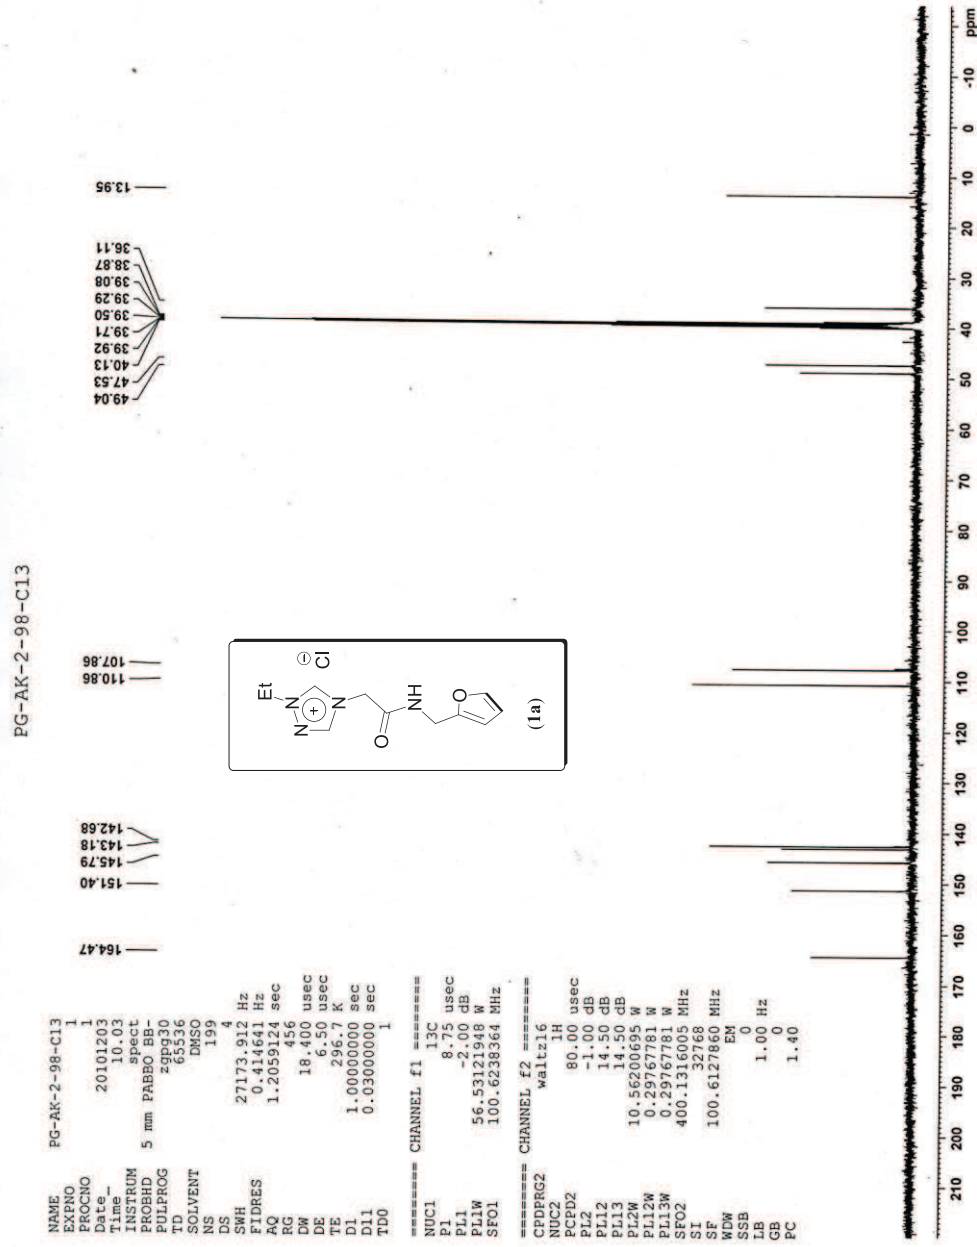 PG-AK-2-98-C13
NAME PG-AK-2-98-C13
EXPNO 1
PROCNO 1
Date_ 20101203
Time 10.03
INSTRUM spect
PROBHD 5 mm PABBO BB-
PULPROG zgpg30
TD 65536
SOLVENT DMSO
NS 199
DS 4
SWH 27173.912 Hz
FIDRES 0.414641 Hz
AQ 1.2059124 sec
RG 456
DW 18.400 usec
DE 6.50 usec
TE 296.7 K
D1 1.00000000 sec
D11 0.03000000 sec
TD0 1
======== CHANNEL f1 ========
NUC1 13C
P1 8.75 usec
PL1 -2.00 dB
PL1W 56.53121948 W
SFO1 100.6238364 MHz
======== CHANNEL f2 ========
CPDPRG2 waltz16
NUC2 1H
PCPD2 80.00 usec
PL2 -1.00 dB
PL12 14.50 dB
PL13 14.50 dB
PL2W 10.56200695 W
PL12W 0.29767781 W
PL13W 0.29767781 W
SFO2 400.1316005 MHz
SI 32768
SF 100.6127860 MHz
WDW EM
SSB 0
LB 1.00 Hz
GB 0
PC 1.40
164.47
151.40
145.79
143.18
142.68
110.86
107.86
49.04
47.53
40.13
39.92
39.71
39.50
39.29
39.08
38.87
36.11
13.95
Et
N
N
+
N
⊖
Cl
O
NH
O
(1a)
210 200 190 180 170 160 150 140 130 120 110 100 90 80 70 60 50 40 30 20 10 0 -10 ppm